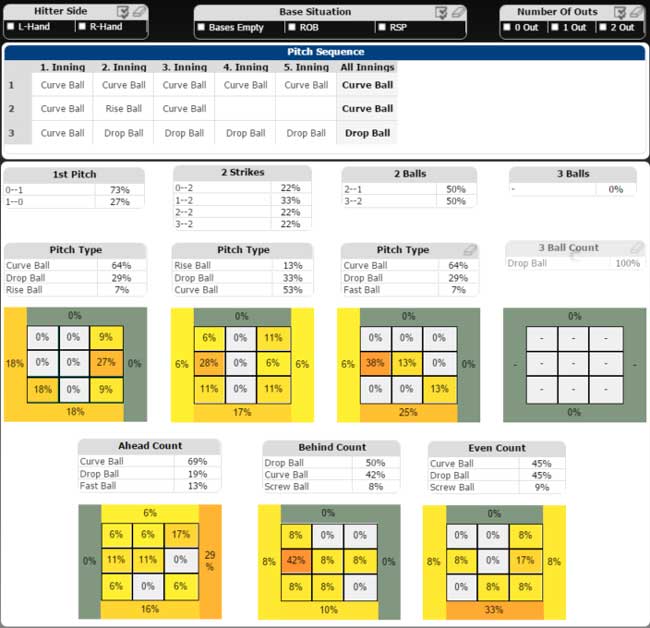 Hitter Side
L-Hand R-Hand
Base Situation
Bases Empty ROB RSP
Number Of Outs
0 Out 1 Out 2 Out
Pitch Sequence
1. Inning 2. Inning 3. Inning 4. Inning 5. Inning All Innings
1 Curve Ball Curve Ball Curve Ball Curve Ball Curve Ball Curve Ball
2 Curve Ball Rise Ball Curve Ball Curve Ball
3 Curve Ball Drop Ball Drop Ball Drop Ball Drop Ball Drop Ball
1st Pitch
0--1 73%
1--0 27%
2 Strikes
0--2 22%
1--2 33%
2--2 22%
3--2 22%
2 Balls
2--1 50%
3--2 50%
3 Balls
- 0%
Pitch Type
Curve Ball 64%
Drop Ball 29%
Rise Ball 7%
Pitch Type
Rise Ball 13%
Drop Ball 33%
Curve Ball 53%
Pitch Type
Curve Ball 64%
Drop Ball 29%
Fast Ball 7%
3 Ball Count
Drop Ball 100%
0%
0% 0% 9%
18% 0% 0% 27% 0%
18% 0% 9%
18%
0%
6% 0% 11%
6% 28% 0% 6% 6%
11% 0% 11%
17%
0%
0% 0% 0%
6% 38% 13% 0% 0%
0% 0% 13%
25%
0%
- - -
- - - - -
- - -
0%
Ahead Count
Curve Ball 69%
Drop Ball 19%
Fast Ball 13%
Behind Count
Drop Ball 50%
Curve Ball 42%
Screw Ball 8%
Even Count
Curve Ball 45%
Drop Ball 45%
Screw Ball 9%
6%
6% 6% 17%
0% 11% 11% 0% 29
%
6% 0% 6%
16%
0%
8% 0% 0%
8% 42% 8% 8% 0%
8% 8% 0%
10%
0%
0% 0% 8%
8% 8% 0% 17% 8%
0% 8% 8%
33%